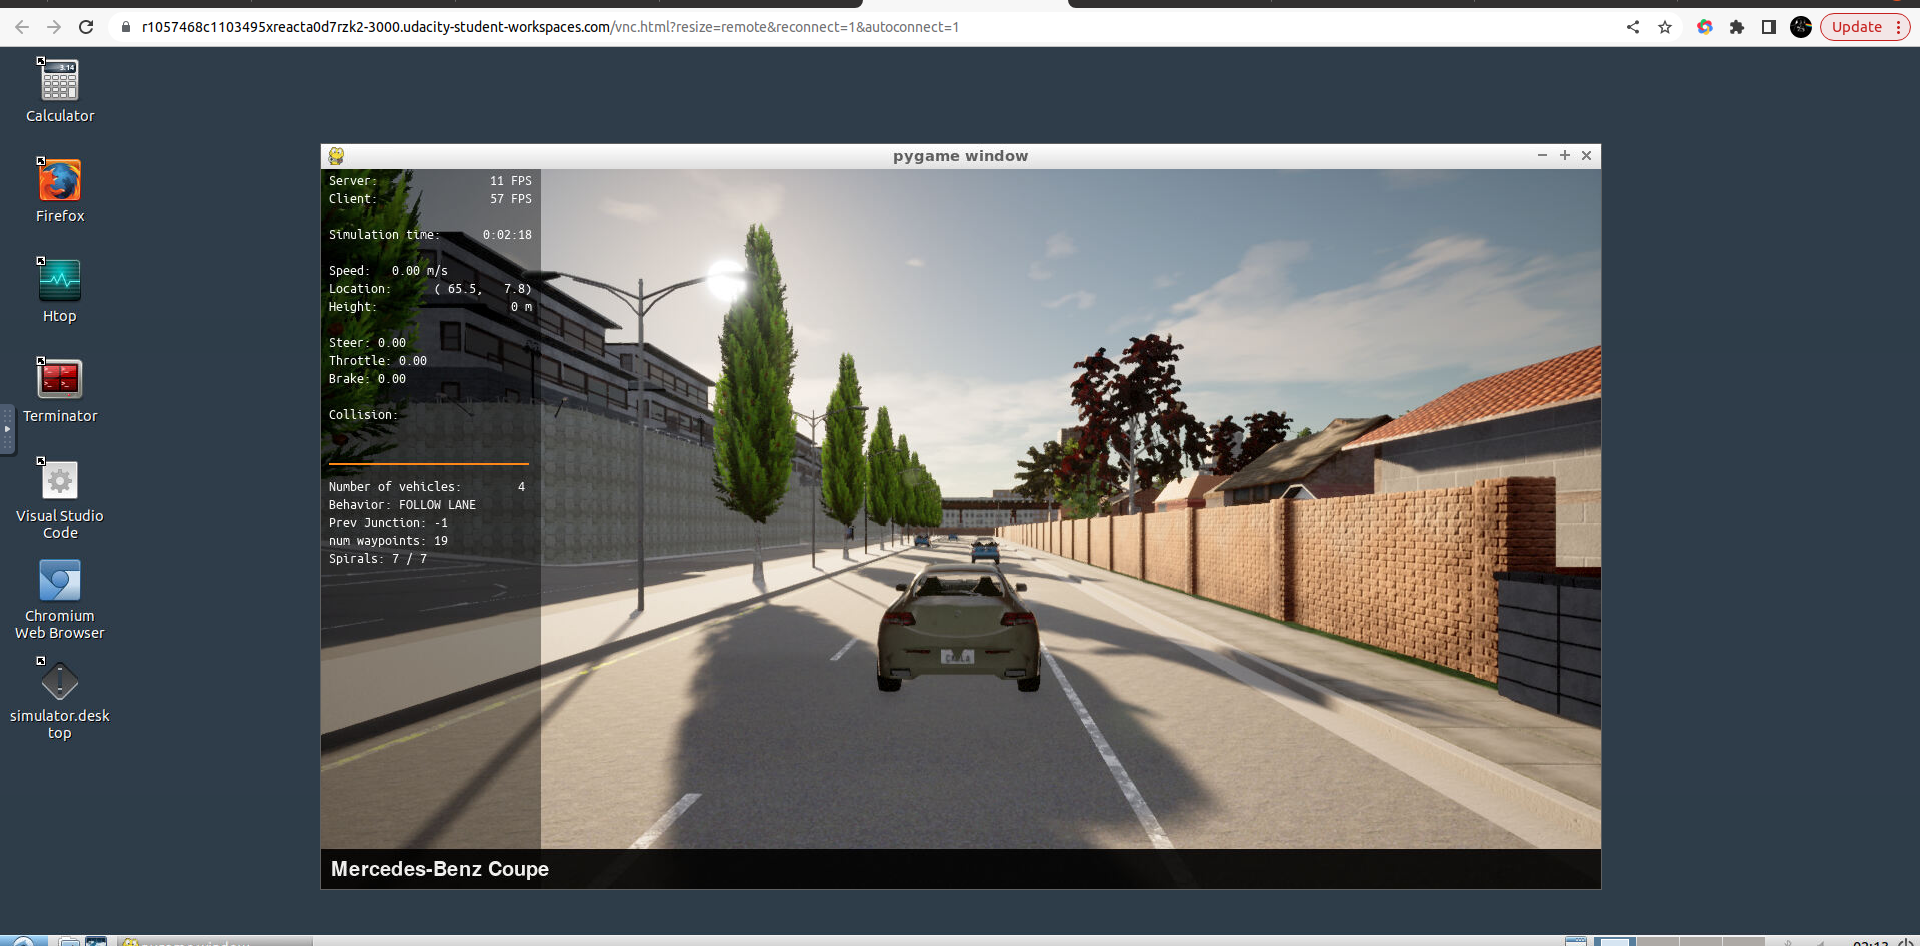 r1057468c1103495xreacta0d7rzk2-3000.udacity-student-workspaces.com/vnc.html?resize=remote&reconnect=1&autoconnect=1
Update
3.14
Calculator
Firefox
Htop
Terminator
Visual Studio
Code
Chromium
Web Browser
simulator.desk
top
pygame window
Server: 11 FPS
Client: 57 FPS
Simulation time: 0:02:18
Speed: 0.00 m/s
Location: ( 65.5, 7.8)
Height: 0 m
Steer: 0.00
Throttle: 0.00
Brake: 0.00
Collision:
Number of vehicles: 4
Behavior: FOLLOW LANE
Prev Junction: -1
num waypoints: 19
Spirals: 7 / 7
Mercedes-Benz Coupe